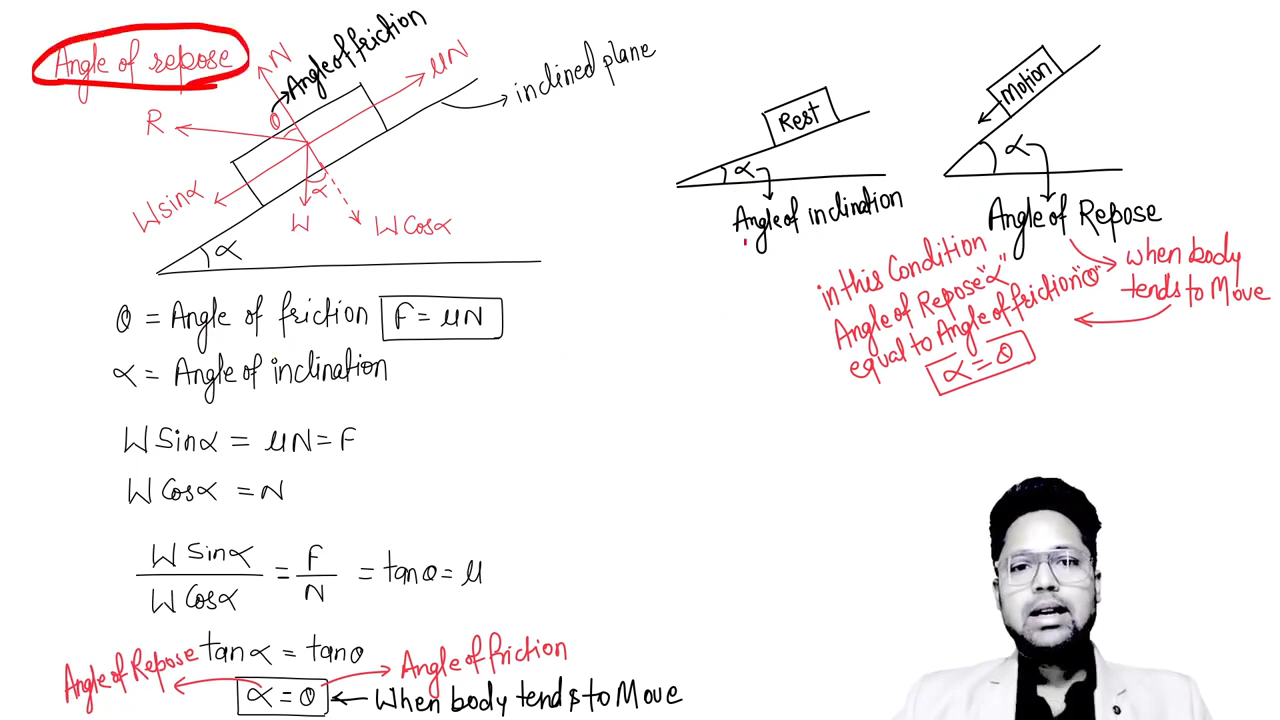 Angle of repose
N
Angle of friction
μN
inclined plane
θ
R
W sinα
α
W
W Cosα
α
θ = Angle of friction
F = μN
α = Angle of inclination
W Sinα = μN = F
W Cosα = N
W Sinα / W Cosα = F / N = tanθ = μ
tanα = tanθ
Angle of Repose
Angle of friction
α = θ ← When body tends to Move
Rest
α
Angle of inclination
Motion
α
Angle of Repose
when body
tends to Move
in this Condition
Angle of Repose "α"
equal to Angle of friction "θ"
α = θ